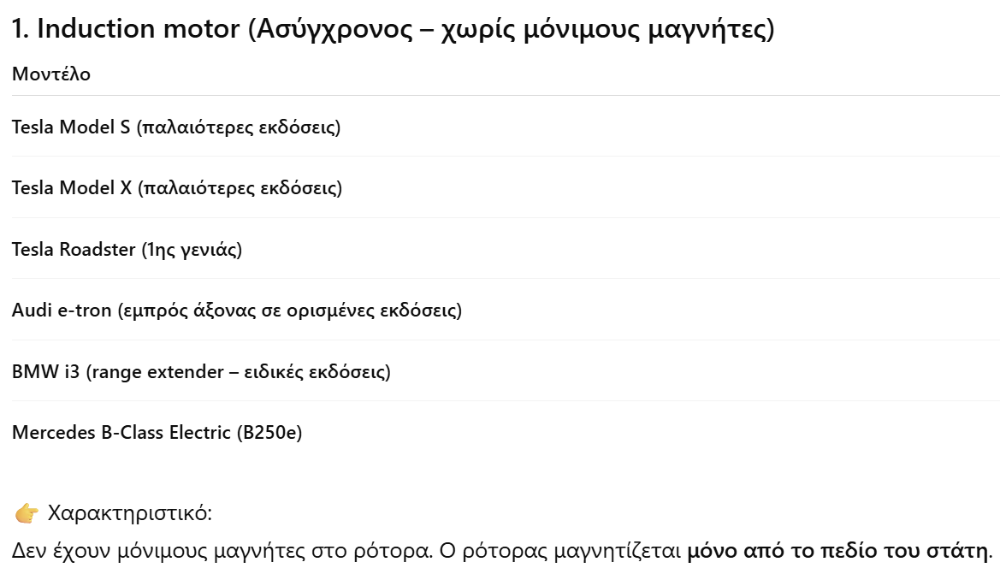 1. Induction motor (Ασύγχρονος – χωρίς μόνιμους μαγνήτες)
Μοντέλο
Tesla Model S (παλαιότερες εκδόσεις)
Tesla Model X (παλαιότερες εκδόσεις)
Tesla Roadster (1ης γενιάς)
Audi e-tron (εμπρός άξονας σε ορισμένες εκδόσεις)
BMW i3 (range extender – ειδικές εκδόσεις)
Mercedes B-Class Electric (B250e)
👉 Χαρακτηριστικό:
Δεν έχουν μόνιμους μαγνήτες στο ρότορα. Ο ρότορας μαγνητίζεται μόνο από το πεδίο του στάτη.